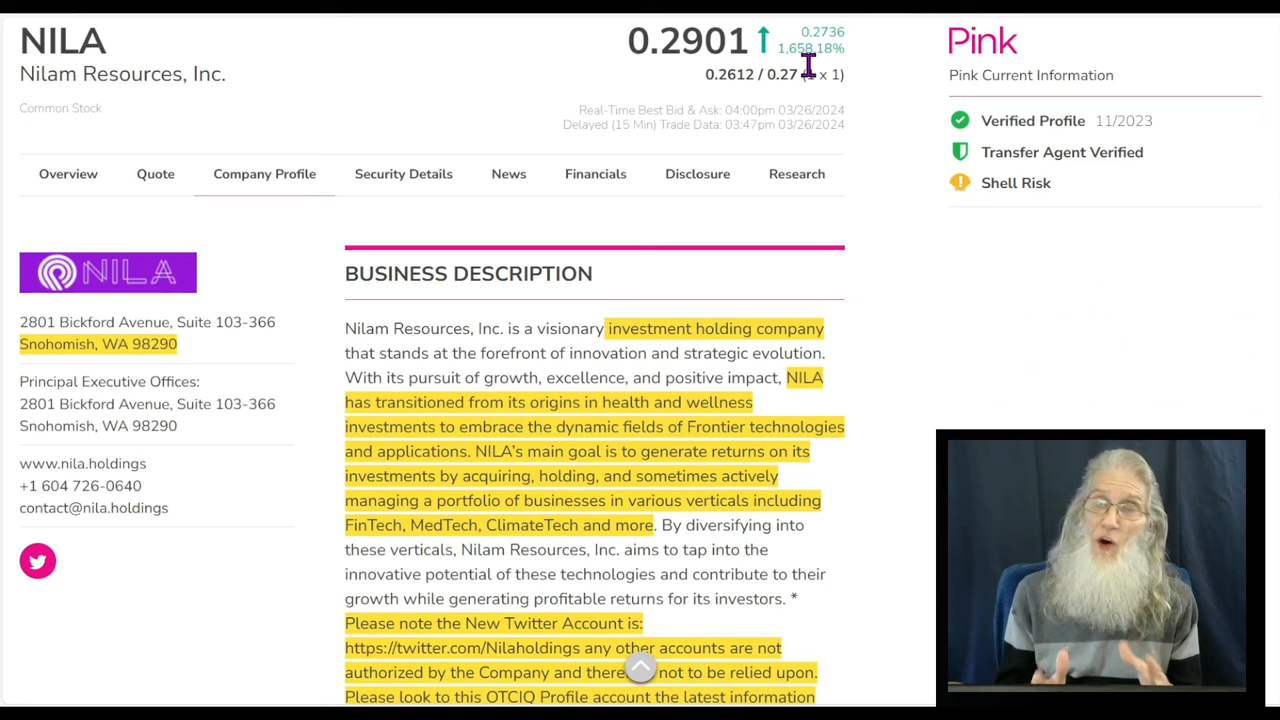 NILA
Nilam Resources, Inc.
Common Stock
0.2901
0.2736
1,658.18%
0.2612 / 0.27 x 1)
Real-Time Best Bid & Ask: 04:00pm 03/26/2024
Delayed (15 Min) Trade Data: 03:47pm 03/26/2024
Pink
Pink Current Information
Verified Profile 11/2023
Transfer Agent Verified
Shell Risk
Overview Quote Company Profile Security Details News Financials Disclosure Research
NILA
2801 Bickford Avenue, Suite 103-366
Snohomish, WA 98290
Principal Executive Offices:
2801 Bickford Avenue, Suite 103-366
Snohomish, WA 98290
www.nila.holdings
+1 604 726-0640
contact@nila.holdings
BUSINESS DESCRIPTION
Nilam Resources, Inc. is a visionary investment holding company
that stands at the forefront of innovation and strategic evolution.
With its pursuit of growth, excellence, and positive impact, NILA
has transitioned from its origins in health and wellness
investments to embrace the dynamic fields of Frontier technologies
and applications. NILA's main goal is to generate returns on its
investments by acquiring, holding, and sometimes actively
managing a portfolio of businesses in various verticals including
FinTech, MedTech, ClimateTech and more. By diversifying into
these verticals, Nilam Resources, Inc. aims to tap into the
innovative potential of these technologies and contribute to their
growth while generating profitable returns for its investors. *
Please note the New Twitter Account is:
https://twitter.com/Nilaholdings any other accounts are not
authorized by the Company and not to be relied upon.
Please look to this OTCIQ Profile account the latest information